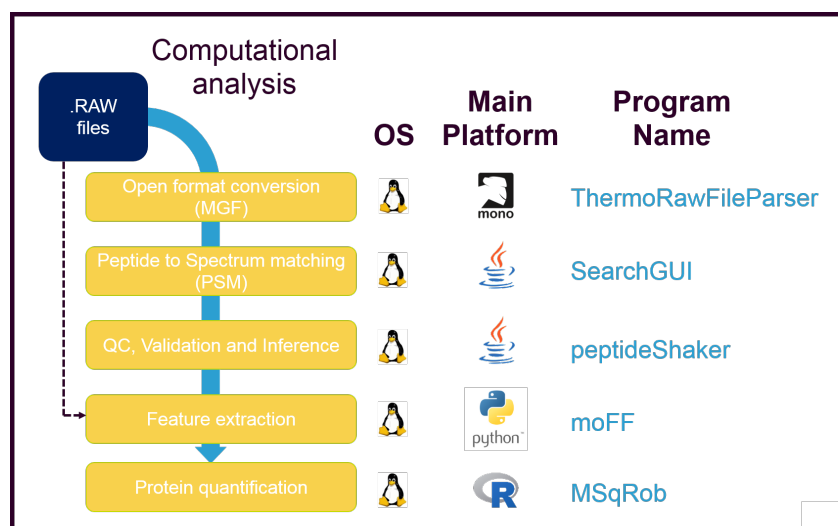 Computational
analysis
.RAW
files
OS
Main
Platform
Program
Name
Open format conversion
(MGF)
mono
ThermoRawFileParser
Peptide to Spectrum matching
(PSM)
SearchGUI
QC, Validation and Inference
peptideShaker
Feature extraction
python™
moFF
Protein quantification
R
MSqRob